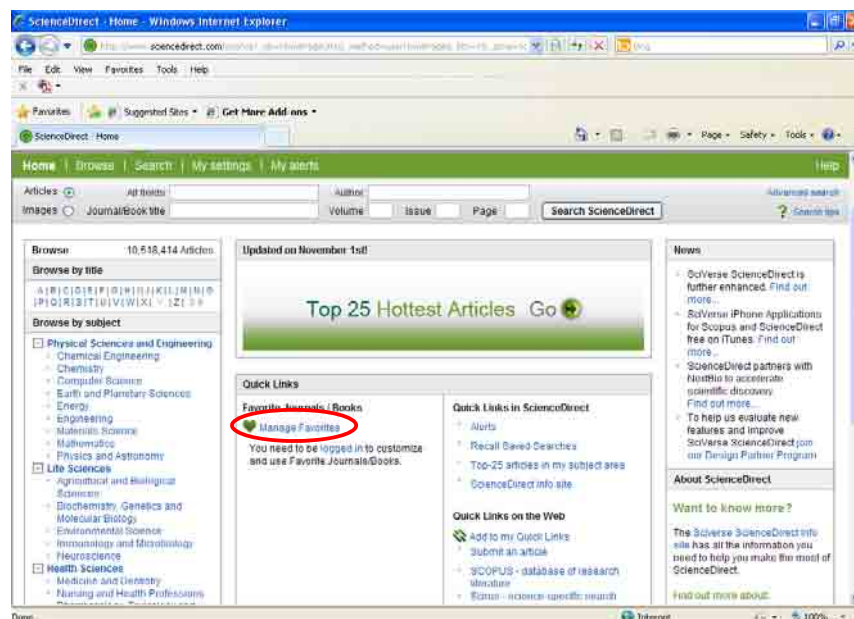 ScienceDirect - Home - Windows Internet Explorer
File Edit View Favorites Tools Help
Favorites Suggested Sites Get More Add-ons
ScienceDirect - Home
Page Safety Tools
Home | Browse | Search | My settings | My alerts Help
Articles All fields Author Advanced search
Images Journal/Book title Volume Issue Page Search ScienceDirect Search tips
Browse 10,518,414 Articles
Browse by title
Browse by subject
Physical Sciences and Engineering
Chemical Engineering
Chemistry
Computer Science
Earth and Planetary Sciences
Energy
Engineering
Materials Science
Mathematics
Physics and Astronomy
Life Sciences
Agricultural and Biological
Sciences
Biochemistry, Genetics and
Molecular Biology
Environmental Science
Immunology and Microbiology
Neuroscience
Health Sciences
Medicine and Dentistry
Nursing and Health Professions
Updated on November 1st!
Top 25 Hottest Articles Go
Quick Links
Favorite Journals / Books
Manage Favorites
You need to be logged in to customize
and use Favorite Journals/Books.
Quick Links in ScienceDirect
Alerts
Recall Saved Searches
Top-25 articles in my subject area
ScienceDirect info site
Quick Links on the Web
Add to my Quick Links
Submit an article
SCOPUS - database of research
literature
Scirus - science specific search
News
SciVerse ScienceDirect is
further enhanced. Find out
more...
SciVerse iPhone Applications
for Scopus and ScienceDirect
free on iTunes. Find out
more...
ScienceDirect partners with
NextBio to accelerate
scientific discovery
Find out more...
To help us evaluate new
features and improve
SciVerse ScienceDirect join
our Design Partner Program
About ScienceDirect
Want to know more?
The SciVerse ScienceDirect info
site has all the information you
need to help you make the most of
ScienceDirect.
Find out more about:
Done
Internet 100%